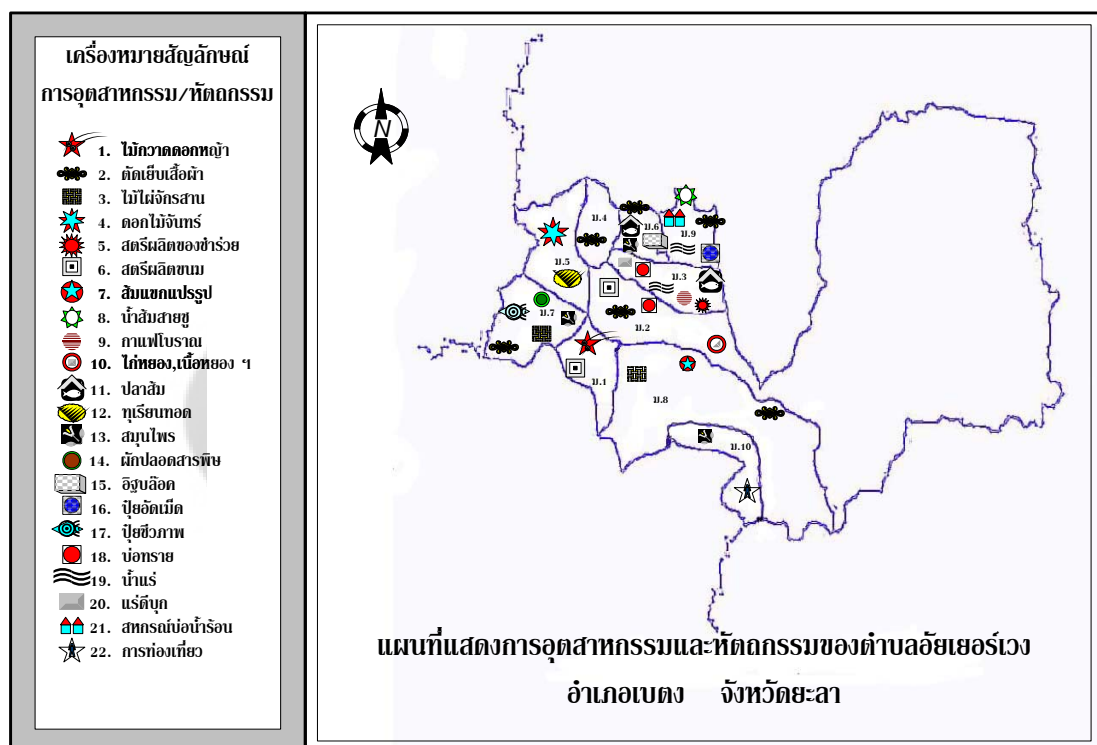 เครื่องหมายสัญลักษณ์
การอุตสาหกรรม/หัตถกรรม
1. ไม้กวาดดอกหญ้า
2. ตัดเย็บเสื้อผ้า
3. ไม้ไผ่จักรสาน
4. ดอกไม้จันทร์
5. สตรีผลิตของชำร่วย
6. สตรีผลิตขนม
7. ส้มแขกแปรรูป
8. น้ำส้มสายชู
9. กาแฟโบราณ
10. ไก่หยอง,เนื้อหยอง ฯ
11. ปลาส้ม
12. ทุเรียนทอด
13. สมุนไพร
14. ผักปลอดสารพิษ
15. อิฐบล๊อค
16. ปุ๋ยอัดเม็ด
17. ปุ๋ยชีวภาพ
18. บ่อทราย
19. น้ำแร่
20. แร่ดีบุก
21. สหกรณ์บ่อน้ำร้อน
22. การท่องเที่ยว
N
ม.4
ม.6
ม.9
ม.5
ม.3
ม.7
ม.2
ม.1
ม.8
ม.10
แผนที่แสดงการอุตสาหกรรมและหัตถกรรมของตำบลอัยเยอร์เวง
อำเภอเบตง จังหวัดยะลา